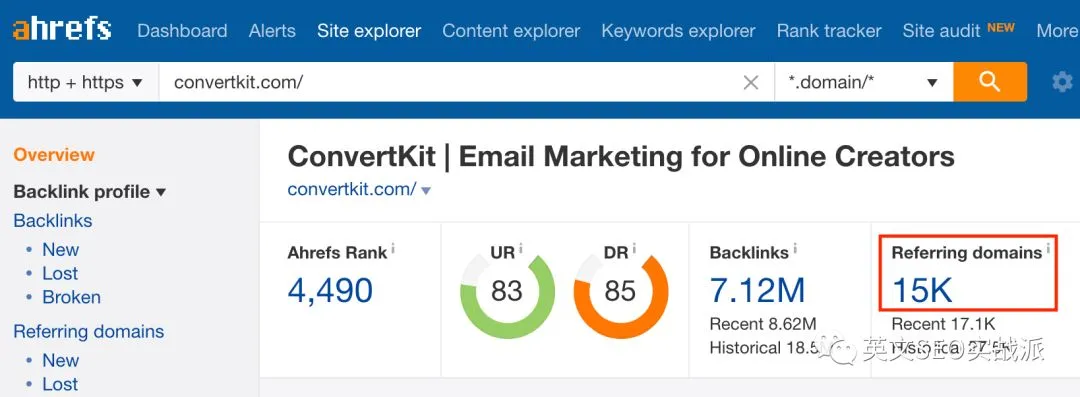 ahrefs Dashboard Alerts Site explorer Content explorer Keywords explorer Rank tracker Site audit NEW More
http + https ▼ convertkit.com/ × *.domain/* ▼
Overview
Backlink profile ▼
Backlinks
• New
• Lost
• Broken
Referring domains
• New
• Lost
ConvertKit | Email Marketing for Online Creators
convertkit.com/ ▼
Ahrefs Rank i
4,490
UR i
83
DR i
85
Backlinks i
7.12M
Recent 8.62M
Historical 18.5
Referring domains i
15K
Recent 17.1K
Historical
英文SEO实战派